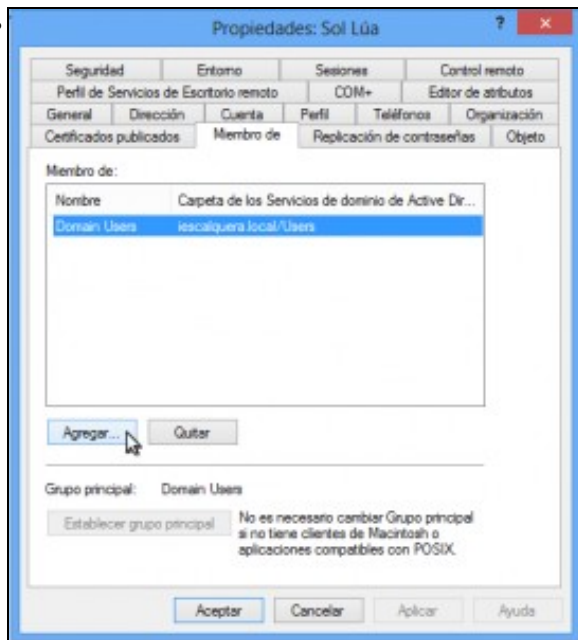 Propiedades: Sol Lúa
?
Seguridad Entorno Sesiones Control remoto
Perfil de Servicios de Escritorio remoto COM+ Editor de atributos
General Dirección Cuenta Perfil Teléfonos Organización
Certificados publicados Miembro de Replicación de contraseñas Objeto
Miembro de:
Nombre Carpeta de los Servicios de dominio de Active Dir...
Domain Users iescalquera.local/Users
Agregar... Quitar
Grupo principal: Domain Users
Establecer grupo principal
No es necesario cambiar Grupo principal
si no tiene clientes de Macintosh o
aplicaciones compatibles con POSIX.
Aceptar Cancelar Aplicar Ayuda